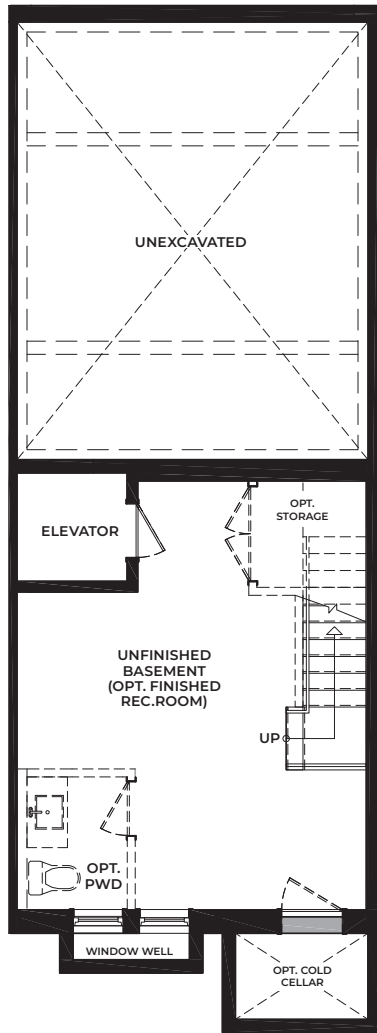 UNEXCAVATED
ELEVATOR
OPT.
STORAGE
UNFINISHED
BASEMENT
(OPT. FINISHED
REC.ROOM)
UP
OPT.
PWD
WINDOW WELL
OPT. COLD
CELLAR